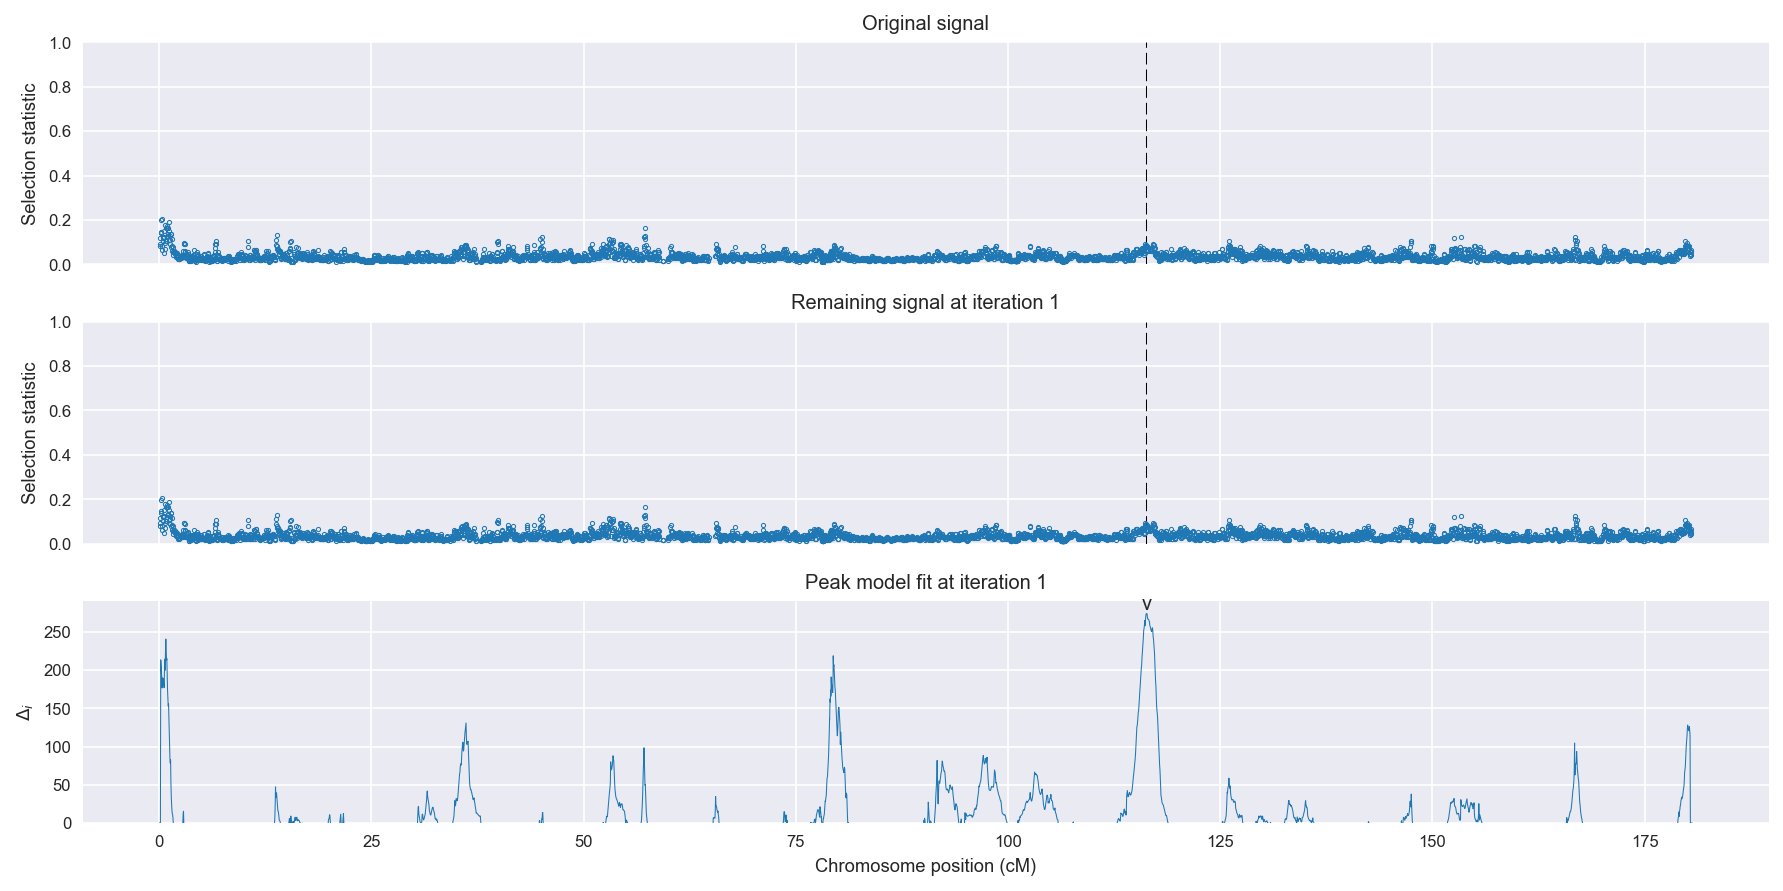 Original signal
1.0
0.8
0.6
0.4
0.2
0.0
Selection statistic
Remaining signal at iteration 1
1.0
0.8
0.6
0.4
0.2
0.0
Selection statistic
Peak model fit at iteration 1
v
250
200
150
100
50
0
Δi
0 25 50 75 100 125 150 175
Chromosome position (cM)